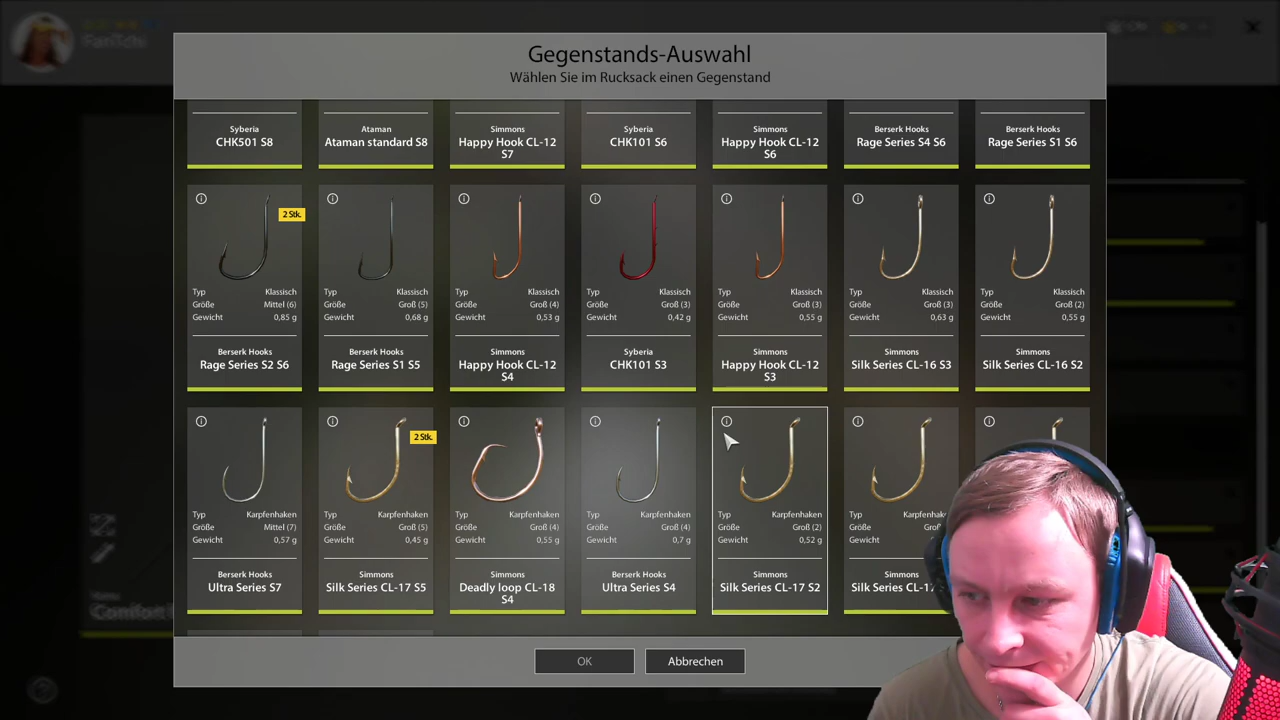 FanTchi
Gegenstands-Auswahl
Wählen Sie im Rucksack einen Gegenstand
Syberia
CHK501 S8
Ataman
Ataman standard S8
Simmons
Happy Hook CL-12
S7
Syberia
CHK101 S6
Simmons
Happy Hook CL-12
S6
Berserk Hooks
Rage Series S4 S6
Berserk Hooks
Rage Series S1 S6
2 Stk.
Typ Klassisch
Größe Mittel (6)
Gewicht 0,85 g
Berserk Hooks
Rage Series S2 S6
Typ Klassisch
Größe Groß (5)
Gewicht 0,68 g
Berserk Hooks
Rage Series S1 S5
Typ Klassisch
Größe Groß (4)
Gewicht 0,53 g
Simmons
Happy Hook CL-12
S4
Typ Klassisch
Größe Groß (3)
Gewicht 0,42 g
Syberia
CHK101 S3
Typ Klassisch
Größe Groß (3)
Gewicht 0,55 g
Simmons
Happy Hook CL-12
S3
Typ Klassisch
Größe Groß (3)
Gewicht 0,63 g
Simmons
Silk Series CL-16 S3
Typ Klassisch
Größe Groß (2)
Gewicht 0,55 g
Simmons
Silk Series CL-16 S2
Typ Karpfenhaken
Größe Mittel (7)
Gewicht 0,57 g
Berserk Hooks
Ultra Series S7
2 Stk.
Typ Karpfenhaken
Größe Groß (5)
Gewicht 0,45 g
Simmons
Silk Series CL-17 S5
Typ Karpfenhaken
Größe Groß (4)
Gewicht 0,55 g
Simmons
Deadly loop CL-18
S4
Typ Karpfenhaken
Größe Groß (4)
Gewicht 0,7 g
Berserk Hooks
Ultra Series S4
Typ Karpfenhaken
Größe Groß (2)
Gewicht 0,52 g
Simmons
Silk Series CL-17 S2
Typ Karpfenhaken
Größe
Gewicht
Simmons
Silk Series CL-17
OK
Abbrechen